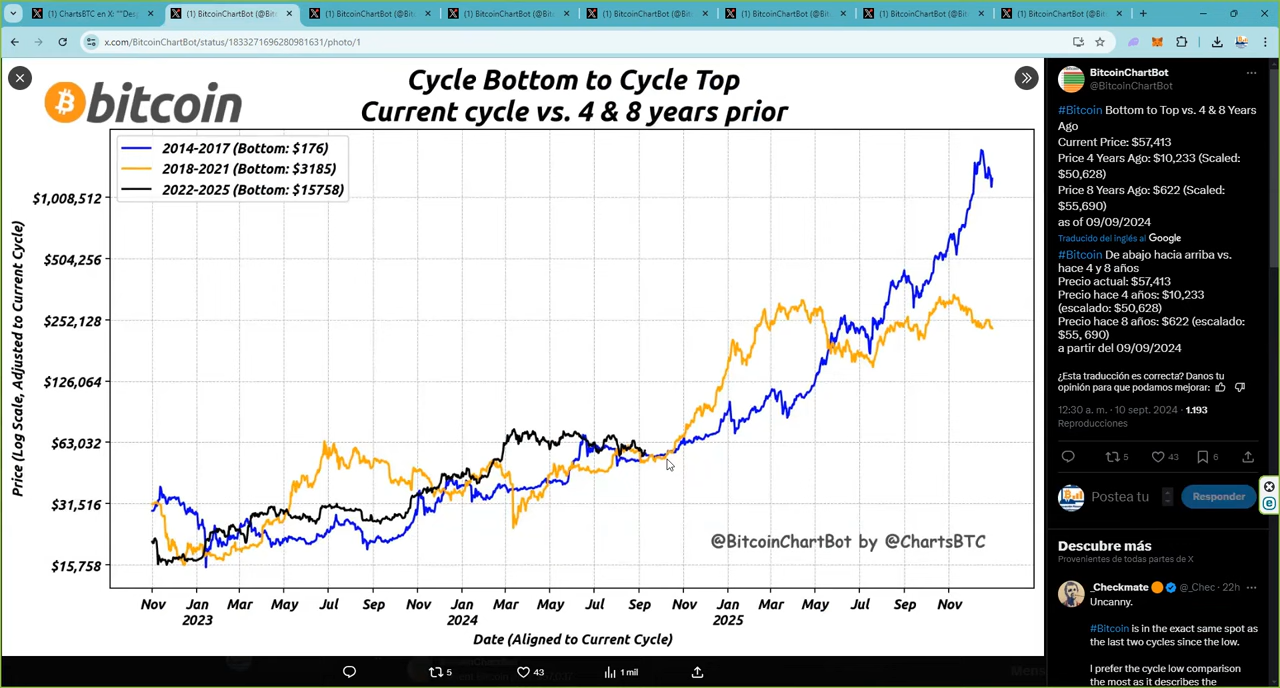 (1) ChartsBTC en X: "“Des
(1) BitcoinChartBot (@Bit
(1) BitcoinChartBot (@Bit
(1) BitcoinChartBot (@Bit
(1) BitcoinChartBot (@Bit
(1) BitcoinChartBot (@Bit
(1) BitcoinChartBot (@Bit
(1) BitcoinChartBot (@Bit
x.com/BitcoinChartBot/status/1833271696280981631/photo/1
bitcoin
Cycle Bottom to Cycle Top
Current cycle vs. 4 & 8 years prior
2014-2017 (Bottom: $176)
2018-2021 (Bottom: $3185)
2022-2025 (Bottom: $15758)
Price (Log Scale, Adjusted to Current Cycle)
$1,008,512
$504,256
$252,128
$126,064
$63,032
$31,516
$15,758
@BitcoinChartBot by @ChartsBTC
Nov Jan Mar May Jul Sep Nov Jan Mar May Jul Sep Nov Jan Mar May Jul Sep Nov
2023 2024 2025
Date (Aligned to Current Cycle)
5 43 1 mil
BitcoinChartBot
@BitcoinChartBot
#Bitcoin Bottom to Top vs. 4 & 8 Years
Ago
Current Price: $57,413
Price 4 Years Ago: $10,233 (Scaled:
$50,628)
Price 8 Years Ago: $622 (Scaled:
$55,690)
as of 09/09/2024
Traducido del inglés al Google
#Bitcoin De abajo hacia arriba vs.
hace 4 y 8 años
Precio actual: $57,413
Precio hace 4 años: $10,233
(escalado: $50,628)
Precio hace 8 años: $622 (escalado:
$55, 690)
a partir del 09/09/2024
¿Esta traducción es correcta? Danos tu
opinión para que podamos mejorar:
12:30 a. m. · 10 sept. 2024 · 1.193
Reproducciones
5 43 6
Postea tu
Responder
Descubre más
Provenientes de todas partes de X
_Checkmate @_Chec · 22h
Uncanny.
#Bitcoin is in the exact same spot as
the last two cycles since the low.
I prefer the cycle low comparison
the most as it describes the